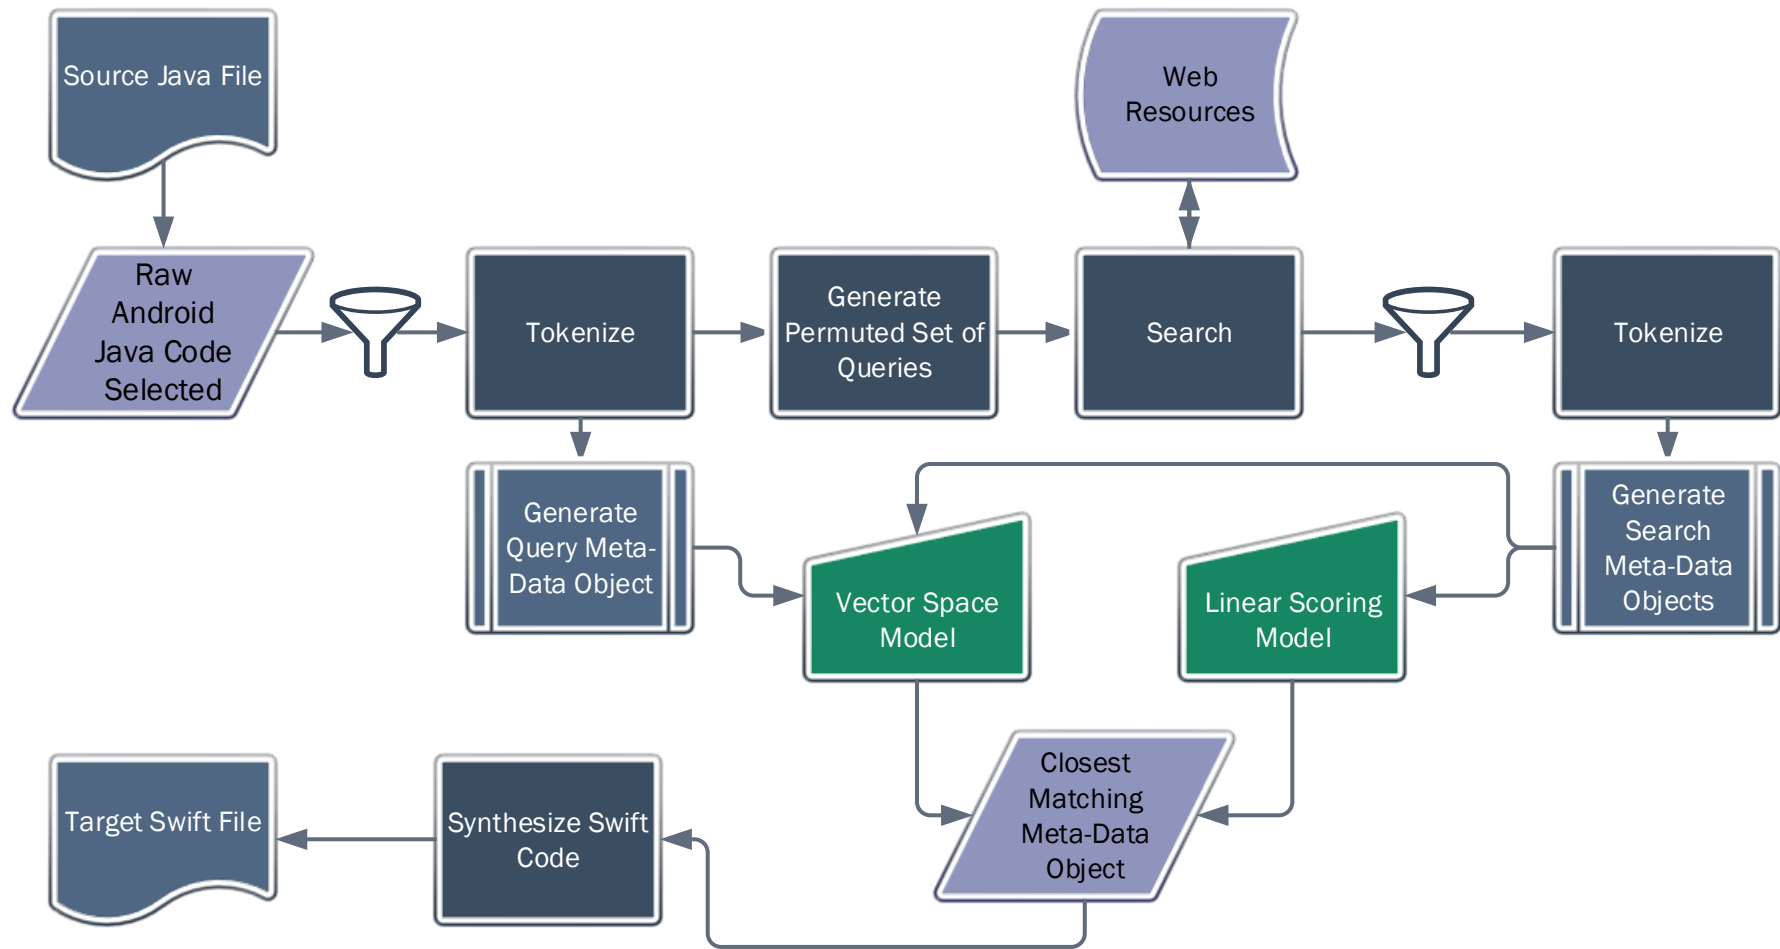 Source Java File
Web
Resources
Raw
Android
Java Code
Selected
Tokenize
Generate
Permuted Set of
Queries
Search
Tokenize
Generate
Query Meta-
Data Object
Vector Space
Model
Linear Scoring
Model
Generate
Search
Meta-Data
Objects
Target Swift File
Synthesize Swift
Code
Closest
Matching
Meta-Data
Object